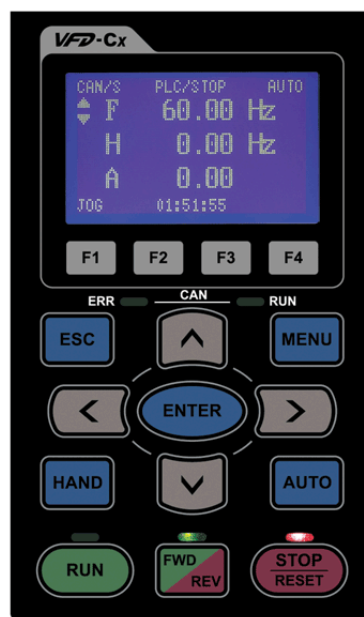 VFD-Cx
CAN/S PLC/STOP AUTO
F 60.00 Hz
H 0.00 Hz
A 0.00
JOG 01:51:55
F1 F2 F3 F4
ERR CAN RUN
ESC MENU
ENTER
HAND AUTO
RUN FWD REV STOP RESET